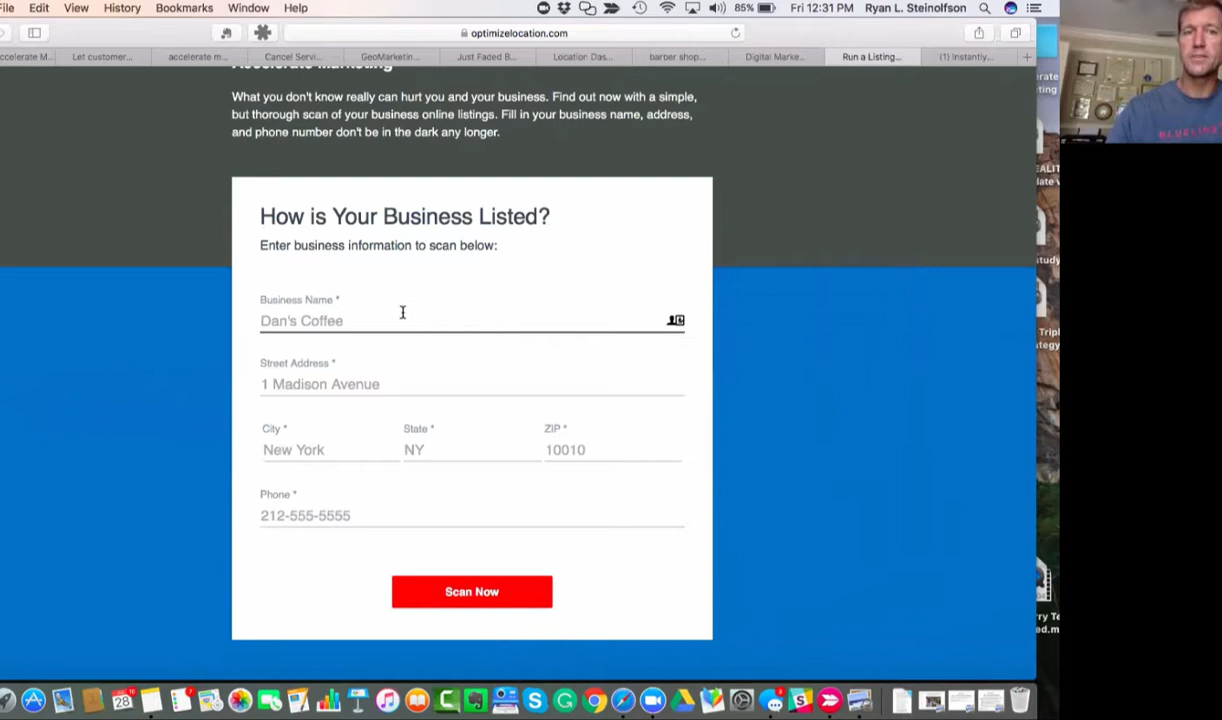 File Edit View History Bookmarks Window Help 85% Fri 12:31 PM Ryan L. Steinolfson
optimizelocation.com
accelerate M... Let customer... accelerate m... Cancel Servi... GeoMarketin... Just Faded B... Location Das... barber shop... Digital Marke... Run a Listing... (1) Instantly...
Accelerate Marketing
What you don't know really can hurt you and your business. Find out now with a simple,
but thorough scan of your business online listings. Fill in your business name, address,
and phone number don't be in the dark any longer.
How is Your Business Listed?
Enter business information to scan below:
Business Name *
Dan's Coffee
Street Address *
1 Madison Avenue
City * State * ZIP *
New York NY 10010
Phone *
212-555-5555
Scan Now
BLUELINE
28